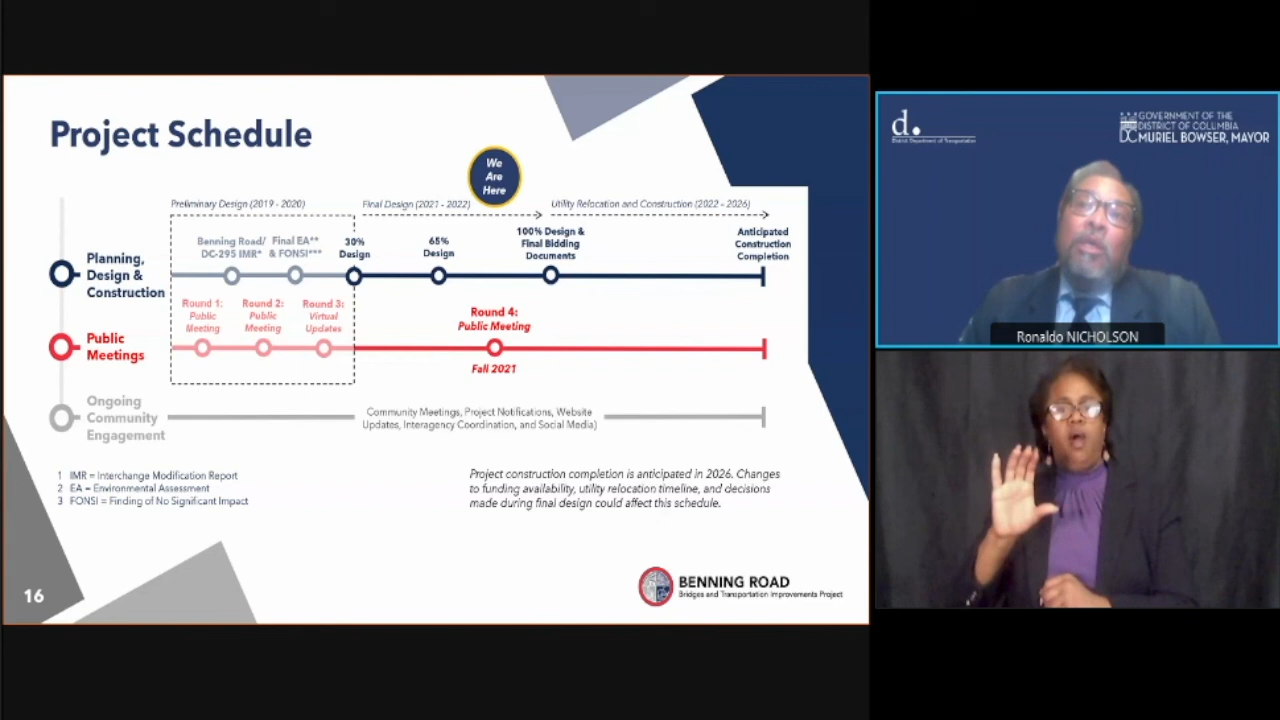 Project Schedule
We
Are
Here
Preliminary Design (2019 - 2020)
Final Design (2021 - 2022)
Utility Relocation and Construction (2022 - 2026)
Planning,
Design &
Construction
Benning Road/
DC-295 IMR*
Final EA**
& FONSI***
30%
Design
65%
Design
100% Design &
Final Bidding
Documents
Anticipated
Construction
Completion
Public
Meetings
Round 1:
Public
Meeting
Round 2:
Public
Meeting
Round 3:
Virtual
Updates
Round 4:
Public Meeting
Fall 2021
Ongoing
Community
Engagement
Community Meetings, Project Notifications, Website
Updates, Interagency Coordination, and Social Media)
1 IMR = Interchange Modification Report
2 EA = Environmental Assessment
3 FONSI = Finding of No Significant Impact
Project construction completion is anticipated in 2026. Changes
to funding availability, utility relocation timeline, and decisions
made during final design could affect this schedule.
16
BENNING ROAD
Bridges and Transportation Improvements Project
d.
District Department of Transportation
GOVERNMENT OF THE
DISTRICT OF COLUMBIA
DC MURIEL BOWSER, MAYOR
Ronaldo NICHOLSON